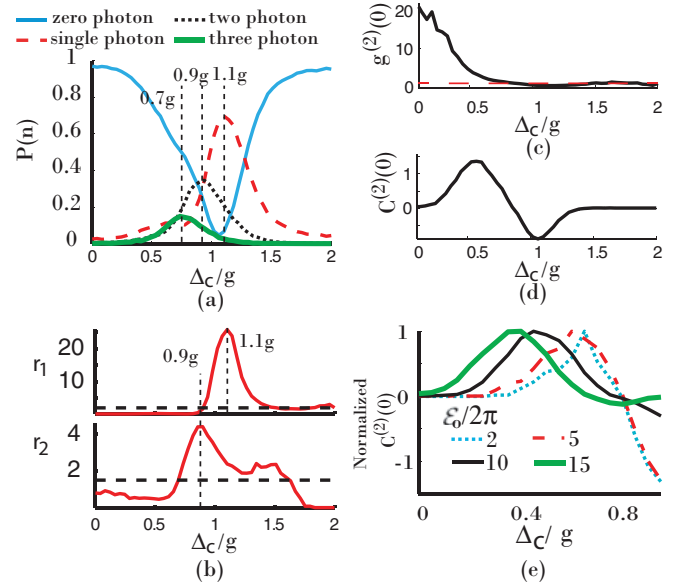 zero photon
two photon
single photon
three photon
1
0.8
0.6
0.4
0.2
0
P(n)
0.7g
0.9g
1.1g
0 0.5 1 1.5 2
Δc/g
(a)
20
10
0
g⁽²⁾(0)
0 0.5 1 1.5 2
Δc/g
(c)
1
0
C⁽²⁾(0)
0 0.5 1 1.5 2
Δc/g
(d)
r₁
20
10
0.9g
1.1g
r₂
4
2
0 0.5 1 1.5 2
Δc/g
(b)
Normalized
C⁽²⁾(0)
1
0
-1
ℰ₀/2π
2 5
10 15
0 0.4 0.8
Δc/ g
(e)